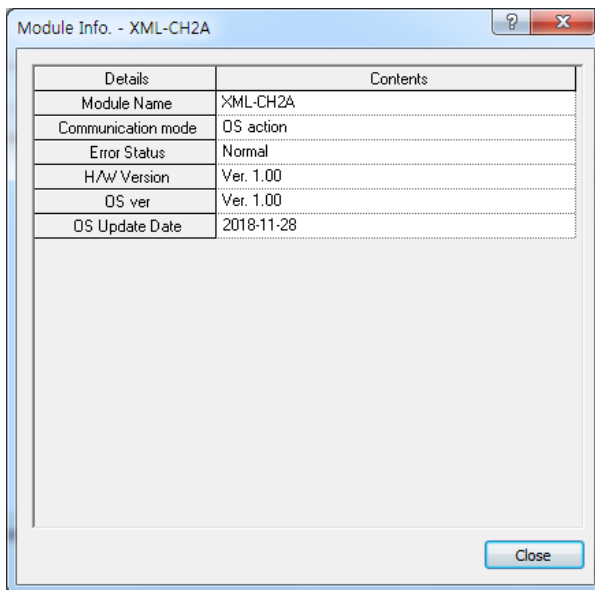 Module Info. - XML-CH2A
Details Contents
Module Name XML-CH2A
Communication mode OS action
Error Status Normal
H/W Version Ver. 1.00
OS ver Ver. 1.00
OS Update Date 2018-11-28
Close